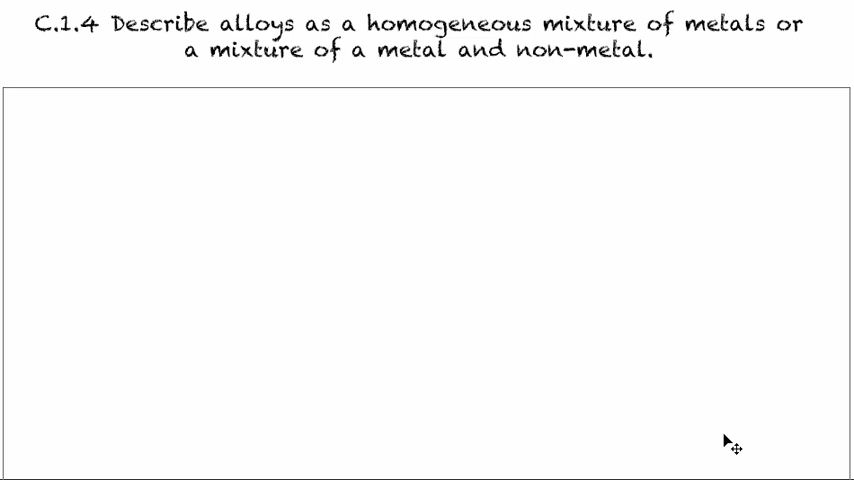 C.1.4 Describe alloys as a homogeneous mixture of metals or
a mixture of a metal and non-metal.